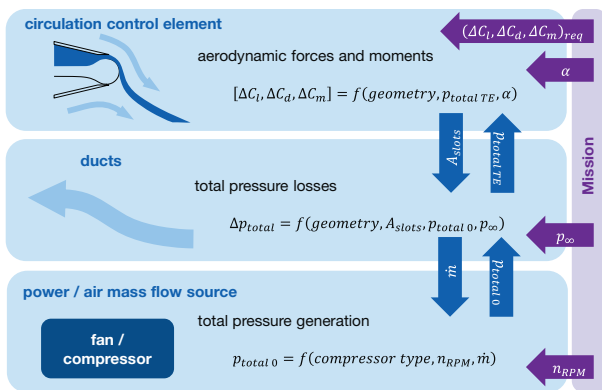 circulation control element
(ΔC_l, ΔC_d, ΔC_m)_req
aerodynamic forces and moments
α
[ΔC_l, ΔC_d, ΔC_m] = f(geometry, p_total TE, α)
A_slots
p_total TE
Mission
ducts
total pressure losses
Δp_total = f(geometry, A_slots, p_total 0, p_∞)
p_∞
ṁ
p_total 0
power / air mass flow source
total pressure generation
fan /
compressor
p_total 0 = f(compressor type, n_RPM, ṁ)
n_RPM